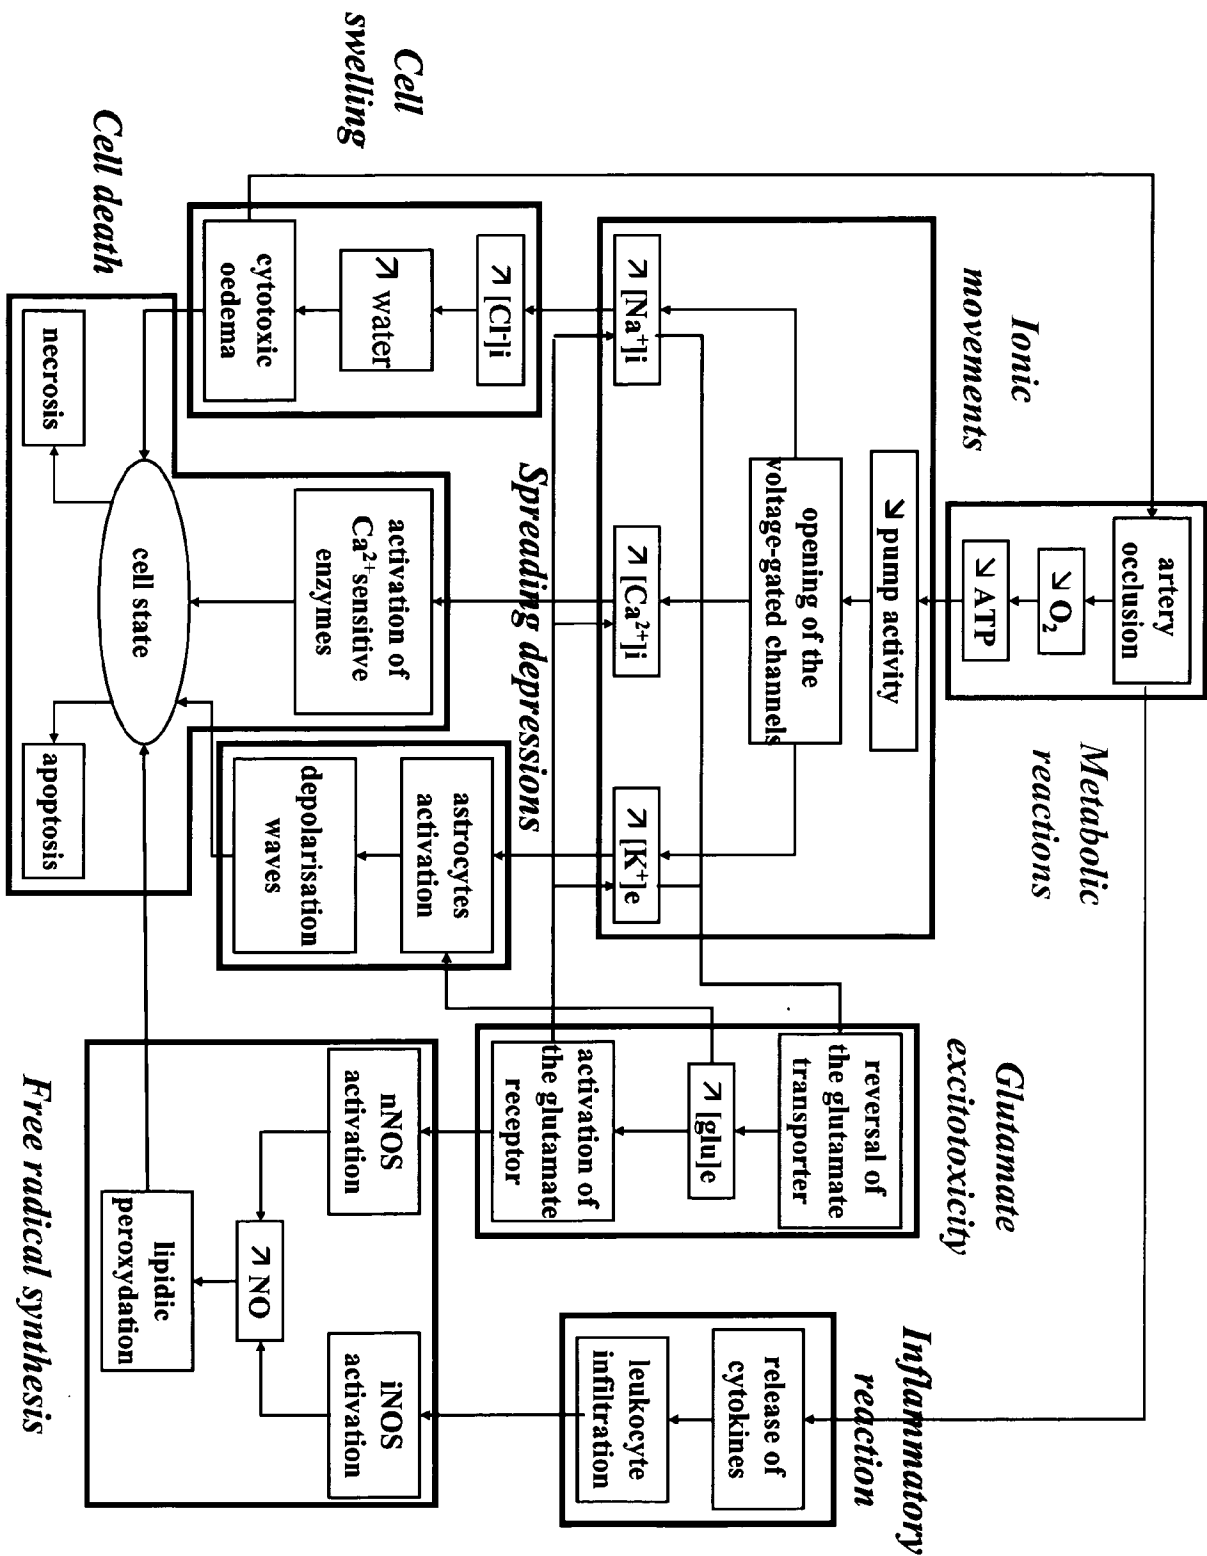 Metabolic
reactions
artery
occlusion
↘ O₂
↘ ATP
Ionic
movements
↘ pump activity
opening of the
voltage-gated channels
↗ [Na⁺]i
↗ [Ca²⁺]i
↗ [K⁺]e
Glutamate
excitotoxicity
reversal of
the glutamate
transporter
↗ [glu]e
activation of
the glutamate
receptor
Inflammatory
reaction
release of
cytokines
leukocyte
infiltration
Cell
swelling
↗ [Cl-]i
↗ water
cytotoxic
oedema
Spreading depressions
astrocytes
activation
depolarisation
waves
Cell death
activation of
Ca²⁺sensitive
enzymes
cell state
necrosis
apoptosis
nNOS
activation
iNOS
activation
↗ NO
lipidic
peroxydation
Free radical synthesis